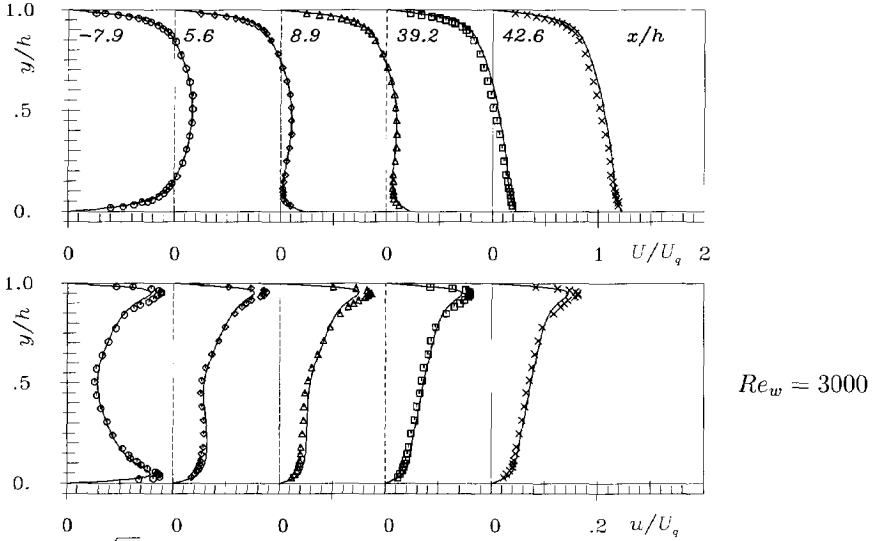 1.0
y/h
.5
0.
−7.9 5.6 8.9 39.2 42.6 x/h
0 0 0 0 0 1 U/U_q 2
1.0
y/h
.5
0.
0 0 0 0 0 .2 u/U_q
Re_w = 3000